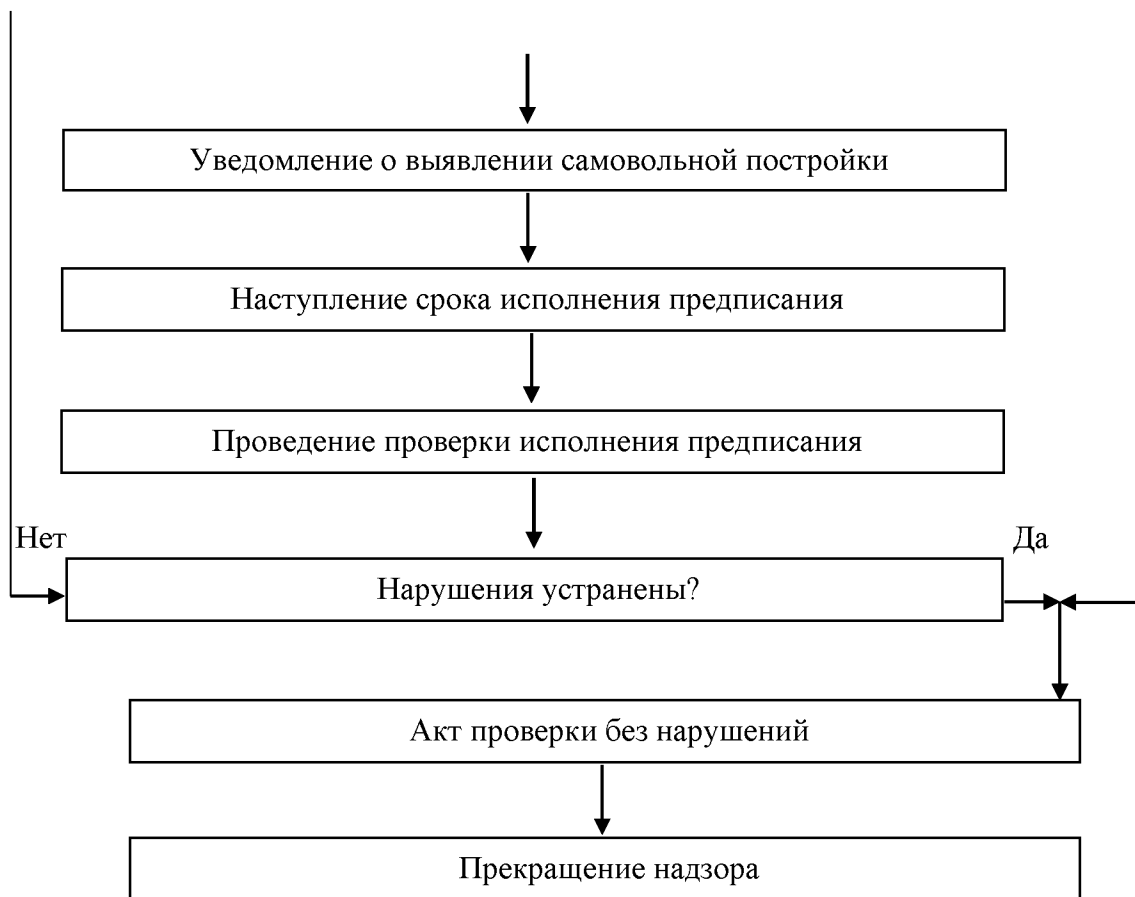 Уведомление о выявлении самовольной постройки
Наступление срока исполнения предписания
Проведение проверки исполнения предписания
Нет
Да
Нарушения устранены?
Акт проверки без нарушений
Прекращение надзора